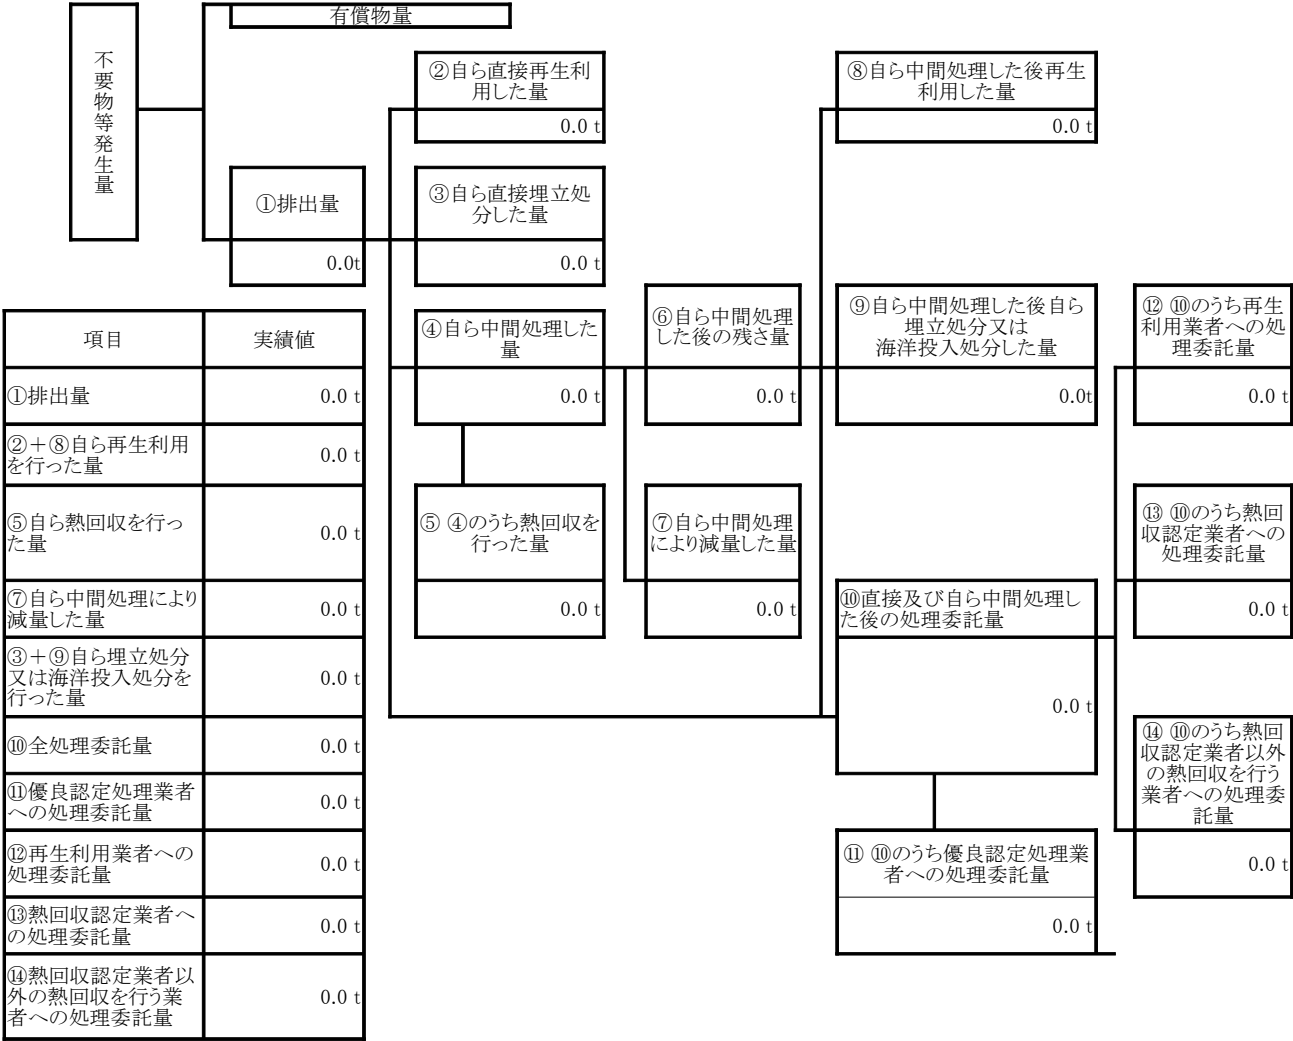 有償物量
不要物等発生量
②自ら直接再生利
用した量
0.0 t
⑧自ら中間処理した後再生
利用した量
0.0 t
①排出量
0.0t
③自ら直接埋立処
分した量
0.0 t
④自ら中間処理した
量
0.0 t
⑥自ら中間処理
した後の残さ量
0.0 t
⑨自ら中間処理した後自ら
埋立処分又は
海洋投入処分した量
0.0t
⑫ ⑩のうち再生
利用業者への処
理委託量
0.0 t
⑤ ④のうち熱回収を
行った量
0.0 t
⑦自ら中間処理
により減量した量
0.0 t
⑬ ⑩のうち熱回
収認定業者への
処理委託量
0.0 t
⑩直接及び自ら中間処理し
た後の処理委託量
0.0 t
⑭ ⑩のうち熱回
収認定業者以外
の熱回収を行う
業者への処理委
託量
0.0 t
⑪ ⑩のうち優良認定処理業
者への処理委託量
0.0 t
項目 実績値
①排出量 0.0 t
②＋⑧自ら再生利用
を行った量
0.0 t
⑤自ら熱回収を行っ
た量
0.0 t
⑦自ら中間処理により
減量した量
0.0 t
③＋⑨自ら埋立処分
又は海洋投入処分を
行った量
0.0 t
⑩全処理委託量 0.0 t
⑪優良認定処理業者
への処理委託量
0.0 t
⑫再生利用業者への
処理委託量
0.0 t
⑬熱回収認定業者へ
の処理委託量
0.0 t
⑭熱回収認定業者以
外の熱回収を行う業
者への処理委託量
0.0 t